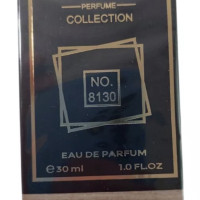 PERFUME
COLLECTION
NO.
8130
EAU DE PARFUM
℮ 30 ml 1.0 FL.OZ